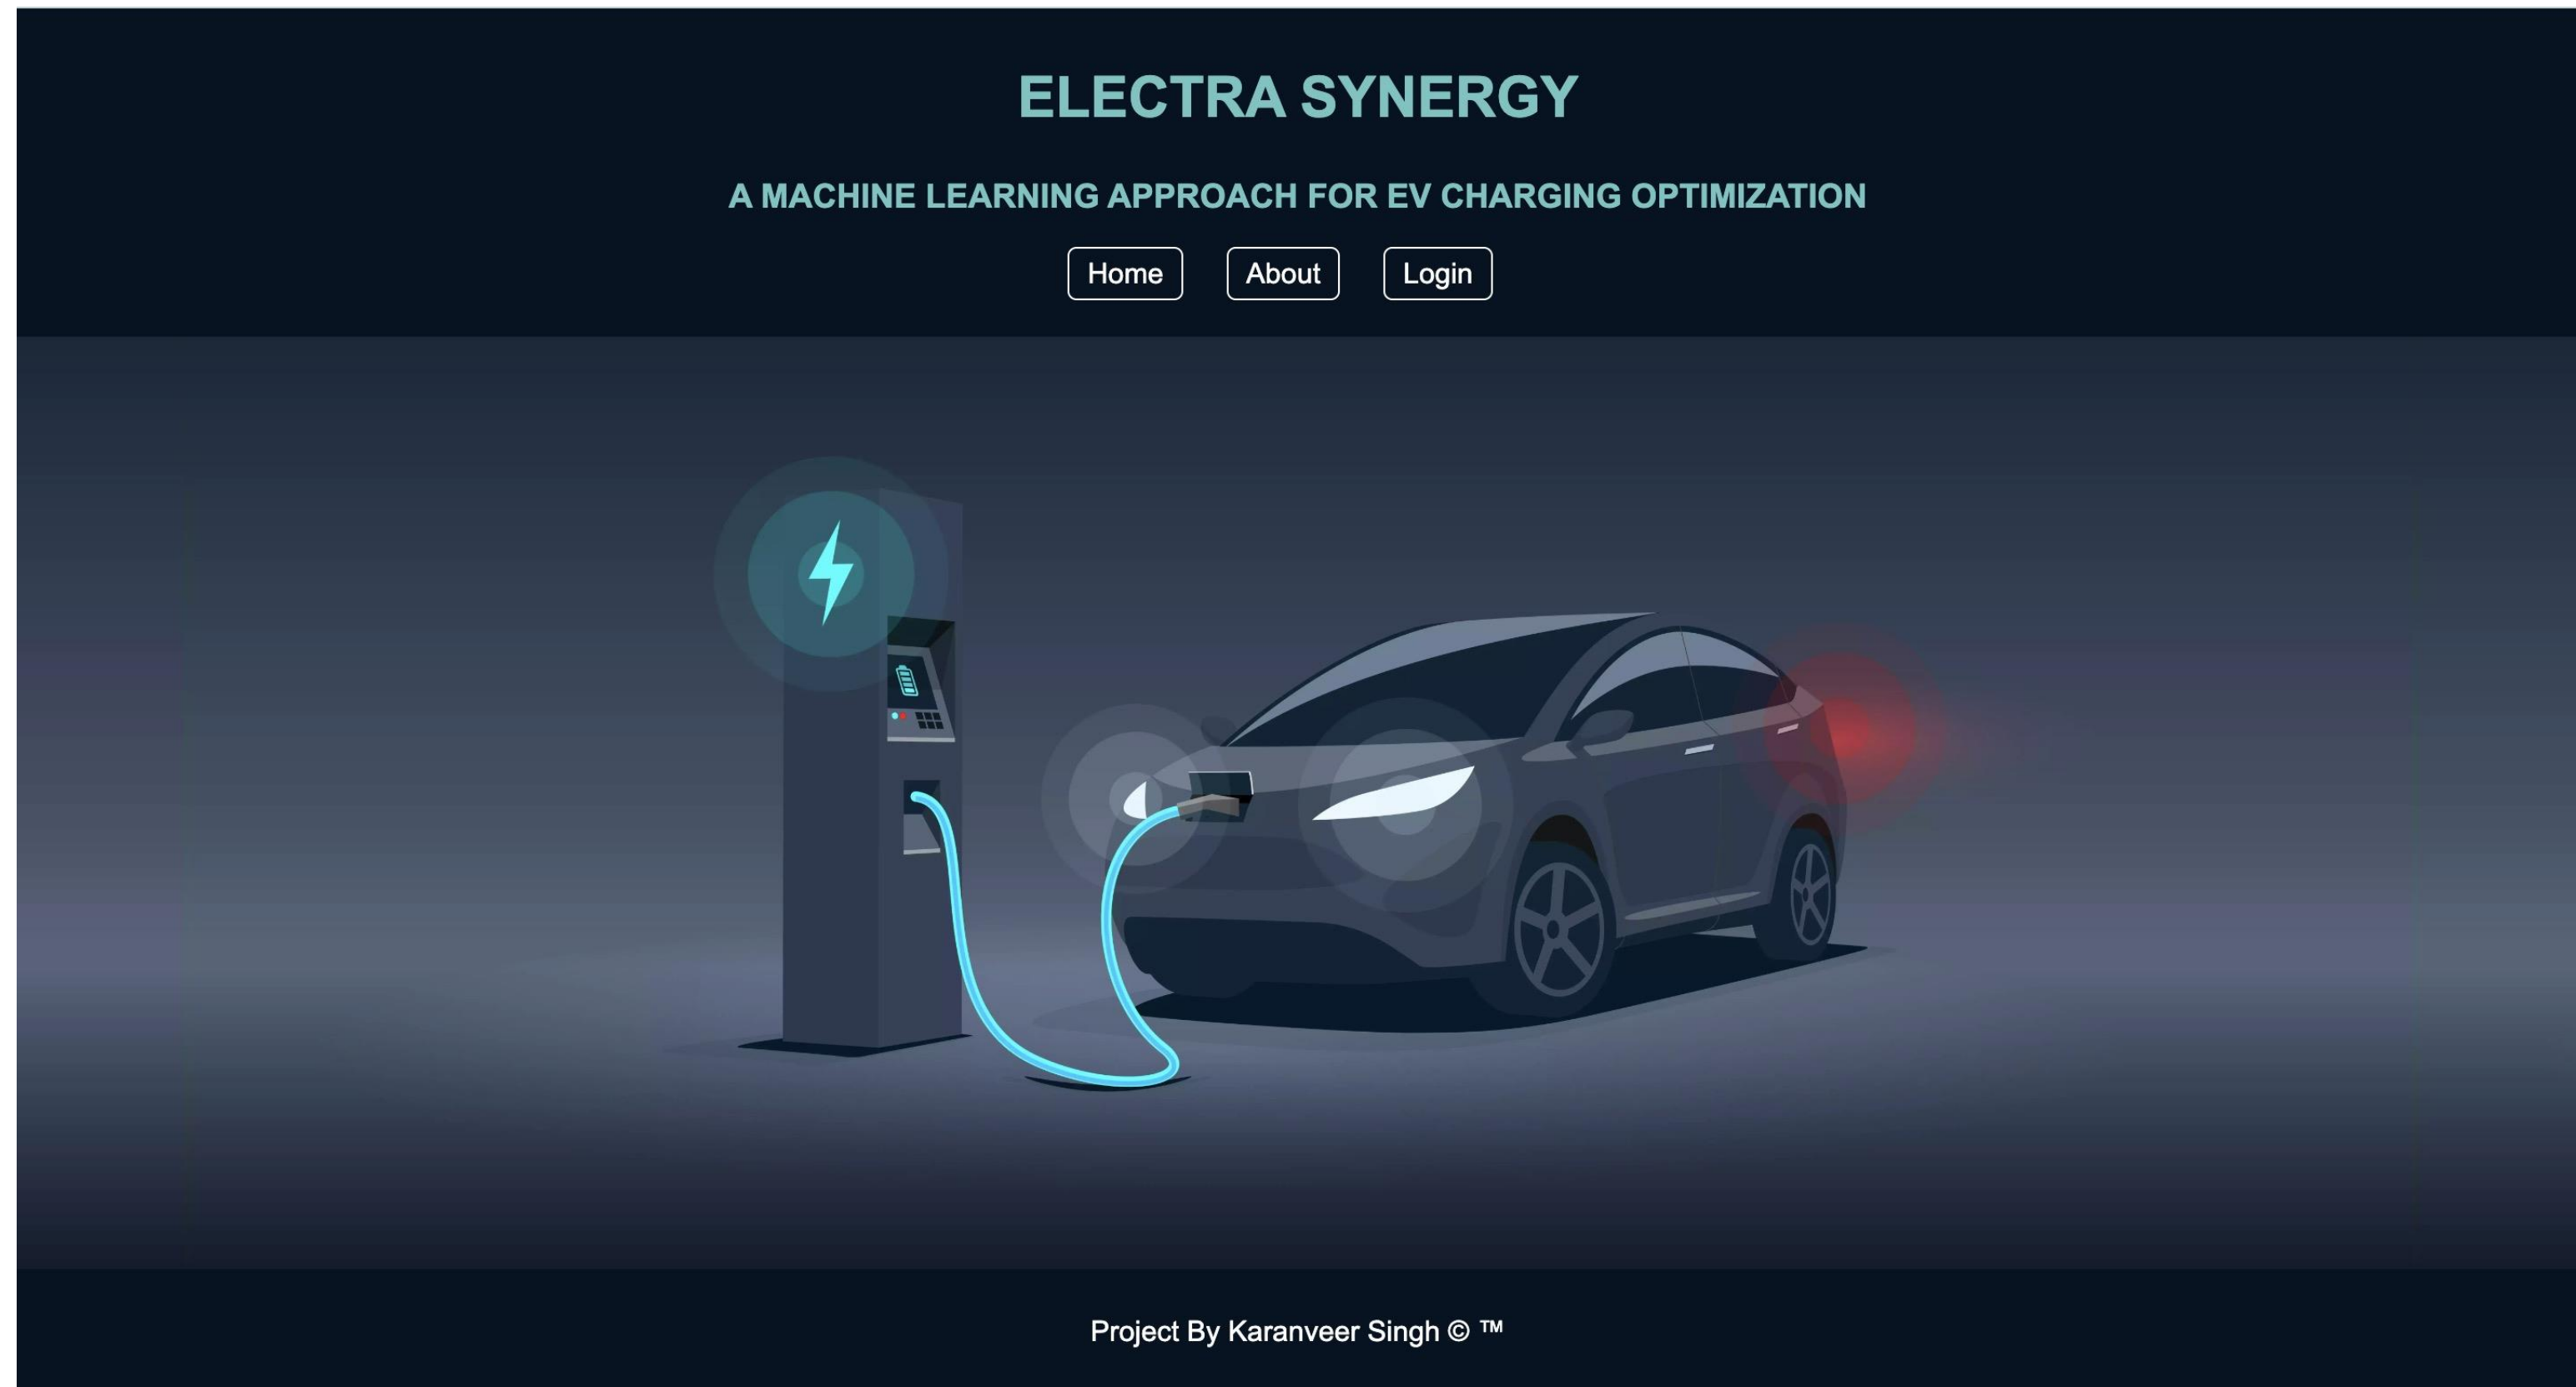 ELECTRA SYNERGY
A MACHINE LEARNING APPROACH FOR EV CHARGING OPTIMIZATION
Home About Login
Project By Karanveer Singh © ™